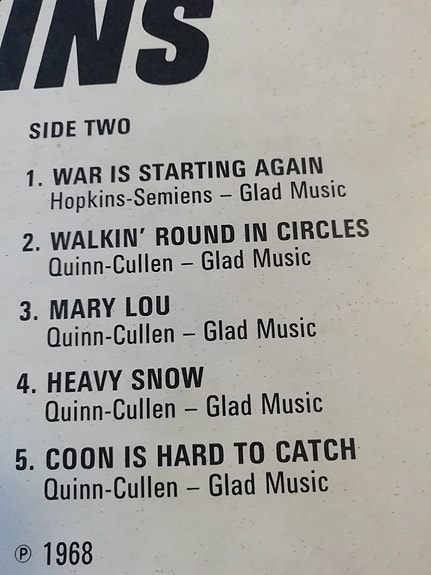 INS
SIDE TWO
1. WAR IS STARTING AGAIN
Hopkins-Semiens – Glad Music
2. WALKIN' ROUND IN CIRCLES
Quinn-Cullen – Glad Music
3. MARY LOU
Quinn-Cullen – Glad Music
4. HEAVY SNOW
Quinn-Cullen – Glad Music
5. COON IS HARD TO CATCH
Quinn-Cullen – Glad Music
℗ 1968